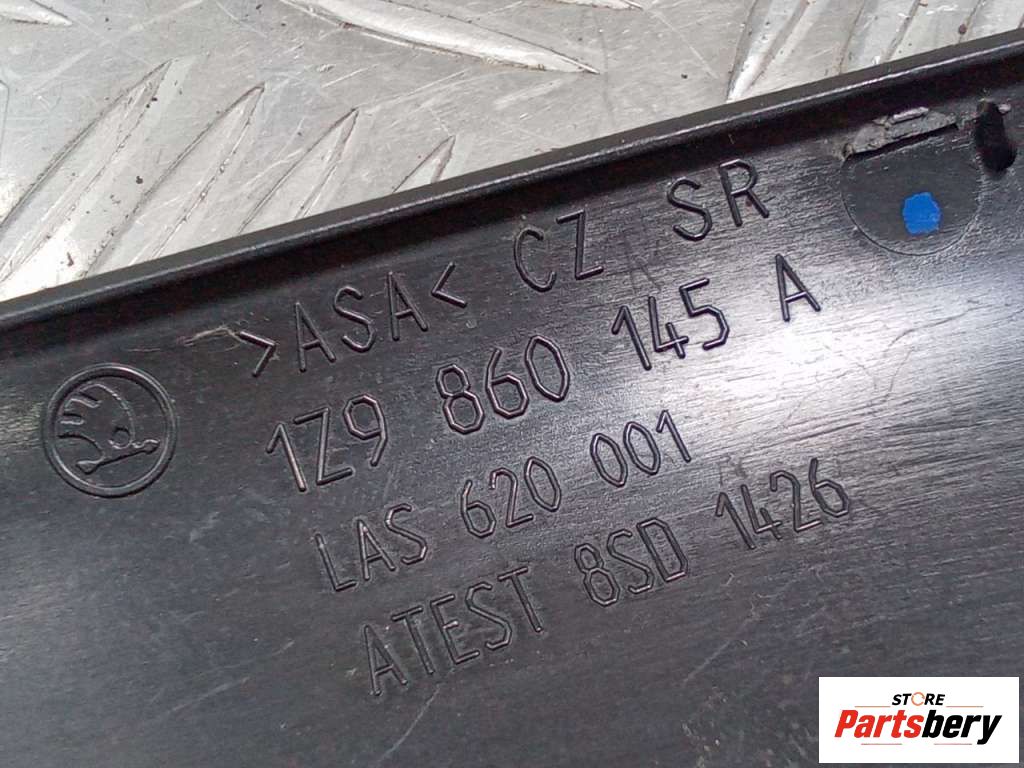 >ASA< CZ SR
1Z9 860 145 A
LAS 620 001
ATEST 8SD 1426
STORE
Partsbery